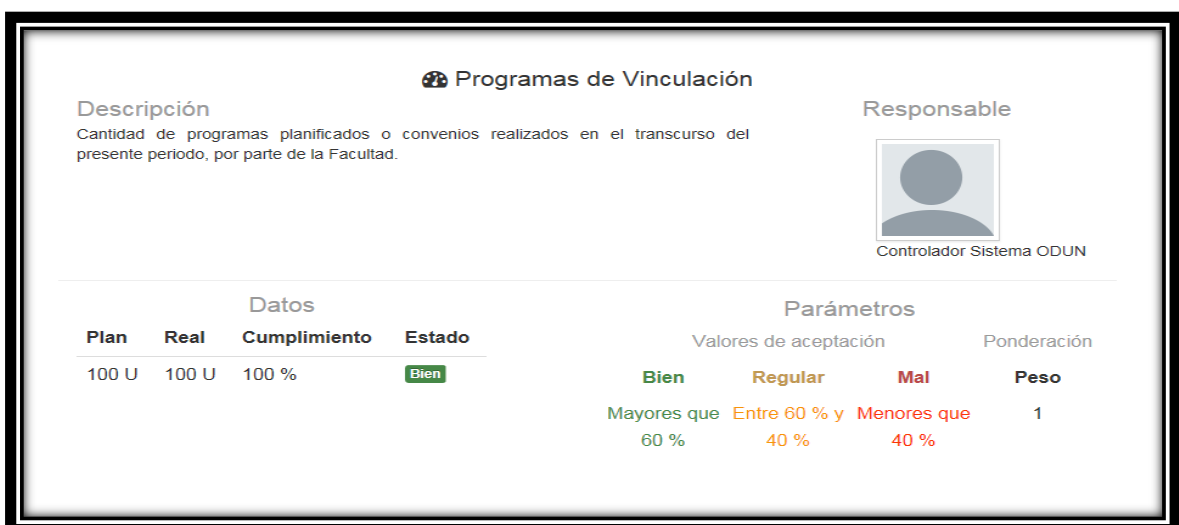 Programas de Vinculación
Descripción
Cantidad de programas planificados o convenios realizados en el transcurso del
presente periodo, por parte de la Facultad.
Responsable
Controlador Sistema ODUN
Datos
Plan Real Cumplimiento Estado
100 U 100 U 100 % Bien
Parámetros
Valores de aceptación Ponderación
Bien Regular Mal Peso
Mayores que Entre 60 % y Menores que 1
60 % 40 % 40 %